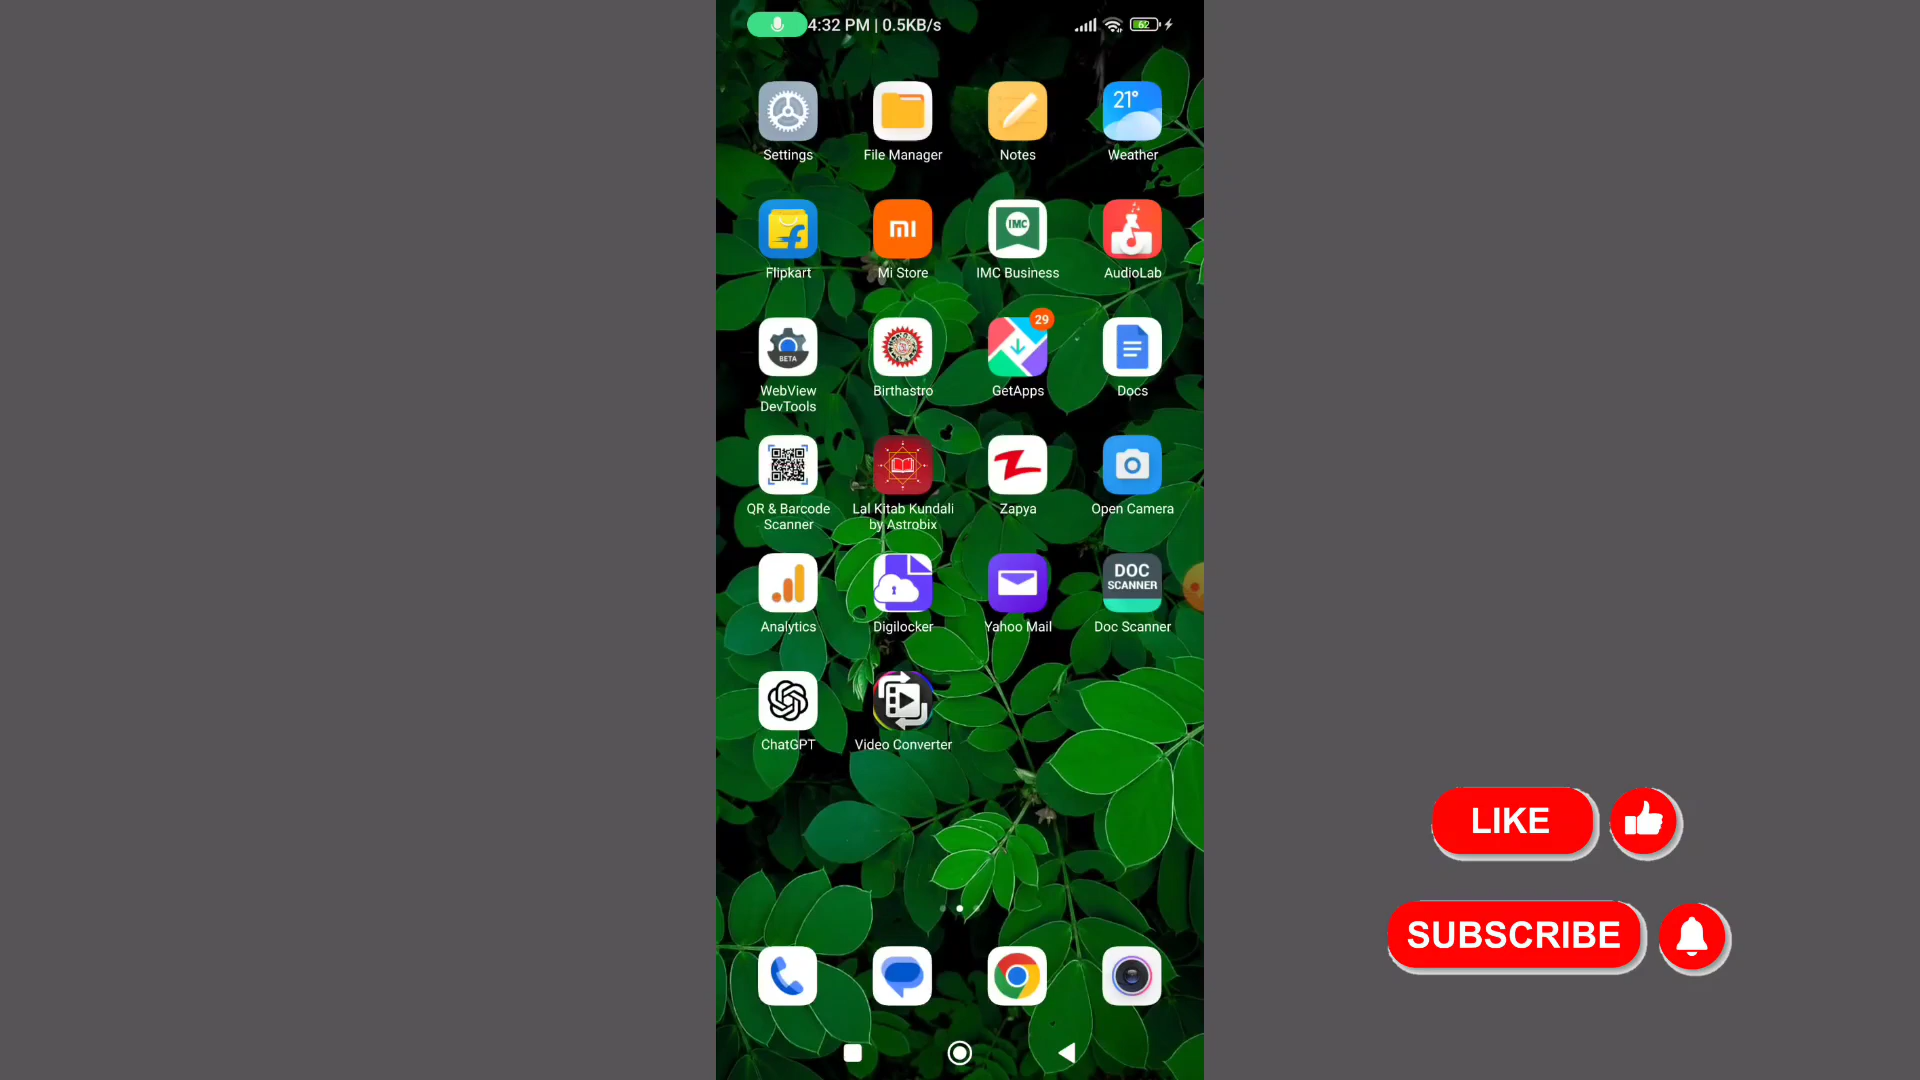 4:32 PM | 0.5KB/s
62
21°
Settings
File Manager
Notes
Weather
mi
IMC
Flipkart
Mi Store
IMC Business
AudioLab
29
BETA
WebView
DevTools
Birthastro
GetApps
Docs
QR & Barcode
Scanner
Lal Kitab Kundali
by Astrobix
Zapya
Open Camera
DOC
SCANNER
Analytics
Digilocker
Yahoo Mail
Doc Scanner
ChatGPT
Video Converter
LIKE
SUBSCRIBE